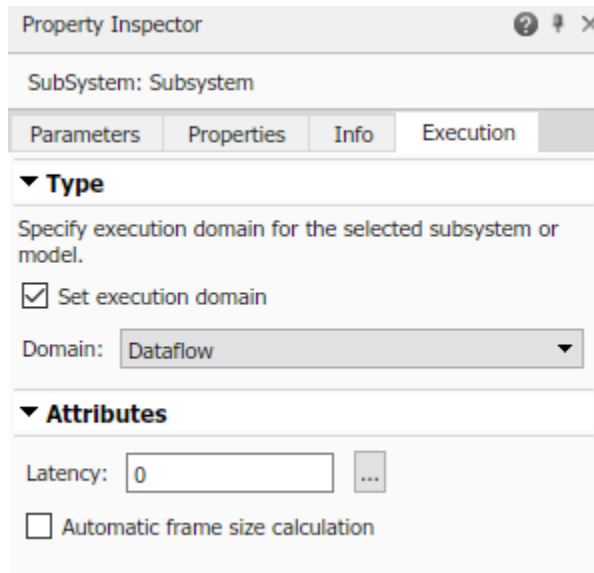 Property Inspector
SubSystem: Subsystem
Parameters Properties Info Execution
Type
Specify execution domain for the selected subsystem or
model.
Set execution domain
Domain: Dataflow
Attributes
Latency: 0 ...
Automatic frame size calculation